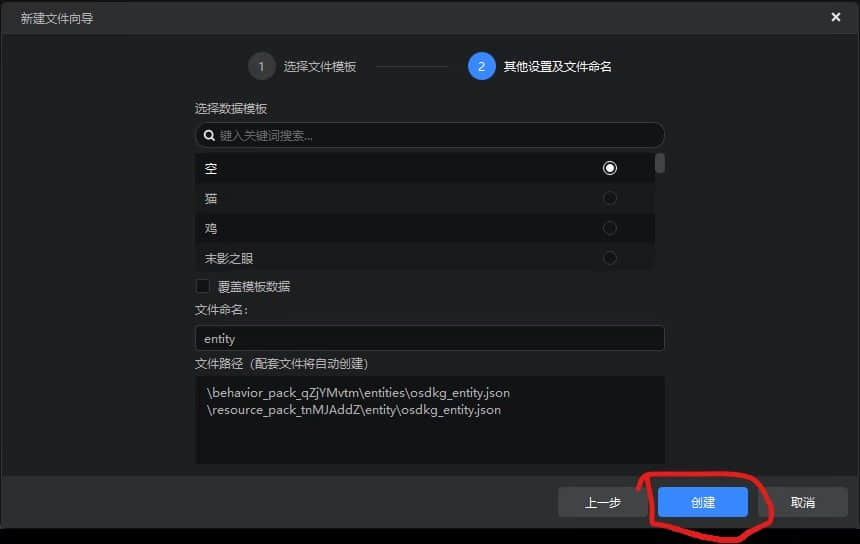 新建文件向导
1 选择文件模板 2 其他设置及文件命名
选择数据模板
键入关键词搜索...
空
猫
鸡
末影之眼
覆盖模板数据
文件命名：
entity
文件路径（配套文件将自动创建）
\behavior_pack_qZjYMvtm\entities\osdkg_entity.json
\resource_pack_tnMJAddZ\entity\osdkg_entity.json
上一步 创建 取消